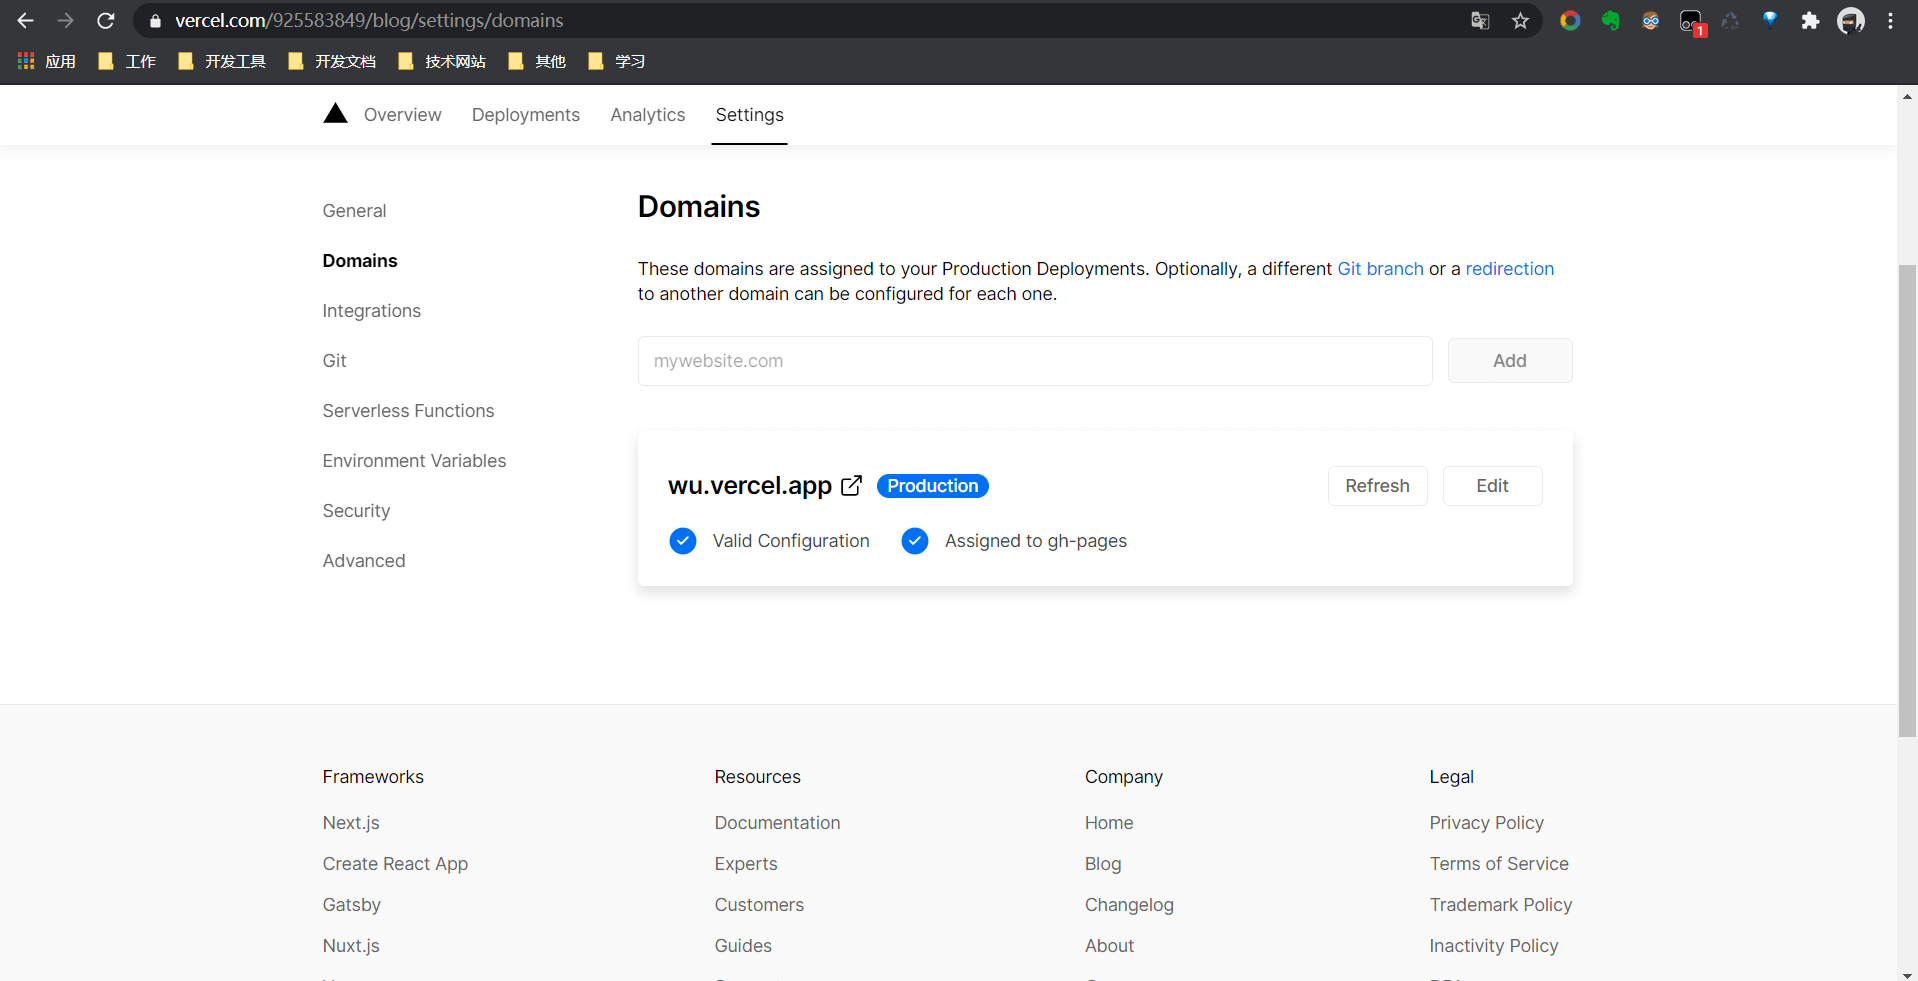 vercel.com/925583849/blog/settings/domains
1
应用 工作 开发工具 开发文档 技术网站 其他 学习
Overview Deployments Analytics Settings
General
Domains
Integrations
Git
Serverless Functions
Environment Variables
Security
Advanced
Domains
These domains are assigned to your Production Deployments. Optionally, a different Git branch or a redirection
to another domain can be configured for each one.
mywebsite.com Add
wu.vercel.app Production Refresh Edit
Valid Configuration Assigned to gh-pages
Frameworks
Next.js
Create React App
Gatsby
Nuxt.js
Resources
Documentation
Experts
Customers
Guides
Company
Home
Blog
Changelog
About
Legal
Privacy Policy
Terms of Service
Trademark Policy
Inactivity Policy